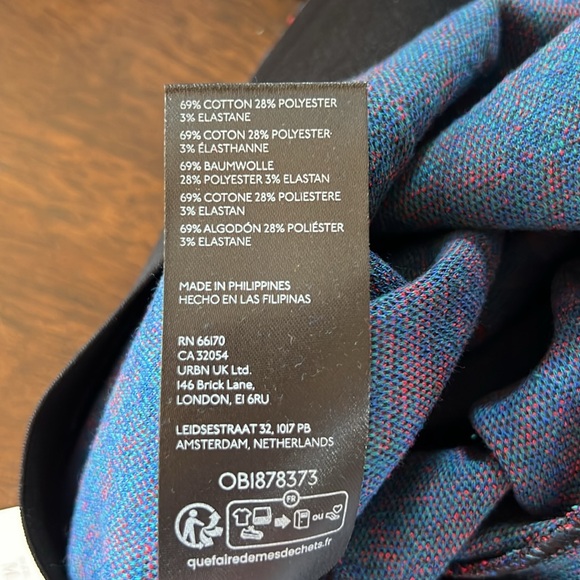 69% COTTON 28% POLYESTER
3% ELASTANE
69% COTON 28% POLYESTER
3% ÉLASTHANNE
69% BAUMWOLLE
28% POLYESTER 3% ELASTAN
69% COTONE 28% POLIESTERE
3% ELASTAN
69% ALGODÓN 28% POLIÉSTER
3% ELASTANE
MADE IN PHILIPPINES
HECHO EN LAS FILIPINAS
RN 66170
CA 32054
URBN UK Ltd.
146 Brick Lane,
LONDON, E1 6RU
LEIDSESTRAAT 32, 1017 PB
AMSTERDAM, NETHERLANDS
OB1878373
FR
ou
quefairedemesdechets.fr